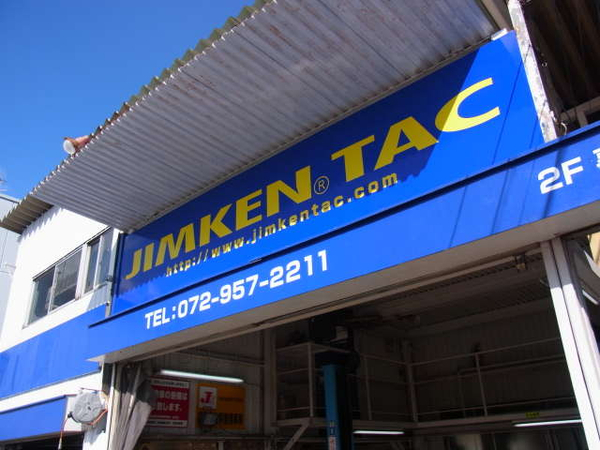 JIMKEN® TAC
http://www.jimkentac.com
TEL:072-957-2211
2F
J